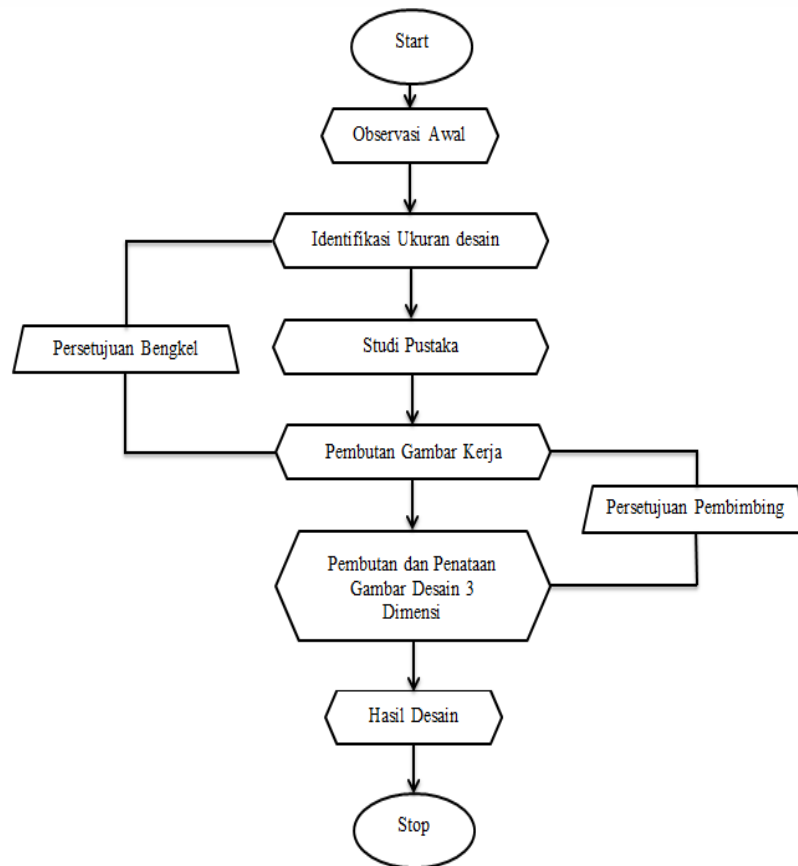 Start
Observasi Awal
Identifikasi Ukuran desain
Persetujuan Bengkel
Studi Pustaka
Pembutan Gambar Kerja
Persetujuan Pembimbing
Pembutan dan Penataan
Gambar Desain 3
Dimensi
Hasil Desain
Stop